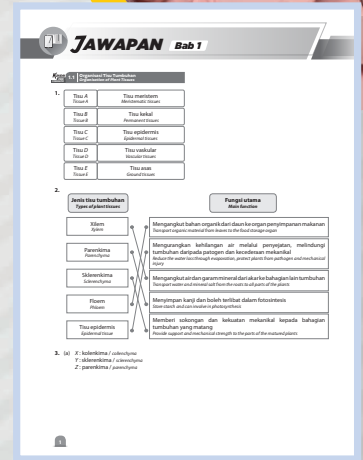 JAWAPAN Bab 1
1.1 Organisasi Tisu Tumbuhan
Organisation of Plant Tissues
1.
Tisu A Tisu meristem
Tissue A Meristematic tissues
Tisu B Tisu kekal
Tissue B Permanent tissues
Tisu C Tisu epidermis
Tissue C Epidermal tissues
Tisu D Tisu vaskular
Tissue D Vascular tissues
Tisu E Tisu asas
Tissue E Ground tissues
2.
Jenis tisu tumbuhan Fungsi utama
Types of plant tissues Main function
Xilem
Xylem
Mengangkut bahan organik dari daun ke organ penyimpanan makanan
Transport organic material from leaves to the food storage organ
Parenkima
Parenchyma
Mengurangkan kehilangan air melalui penyejatan, melindungi
tumbuhan daripada patogen dan kecederaan mekanikal
Reduce the water loss through evaporation, protect plants from pathogen and mechanical
injury
Sklerenkima
Sclerenchyma
Mengangkut air dan garam mineral dari akar ke bahagian lain tumbuhan
Transport water and mineral salt from the roots to all parts of the plants
Floem
Phloem
Menyimpan kanji dan boleh terlibat dalam fotosintesis
Store starch and can involve in photosynthesis
Tisu epidermis
Epidermal tissue
Memberi sokongan dan kekuatan mekanikal kepada bahagian
tumbuhan yang matang
Provide support and mechanical strength to the parts of the matured plants
3. (a) X : kolenkima / collenchyma
Y : sklerenkima / sclerenchyma
Z : parenkima / parenchyma
1